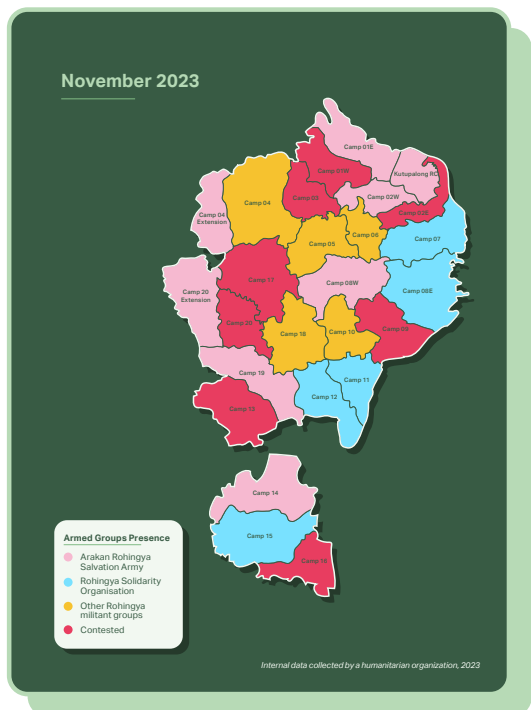 November 2023
Camp 01E
Camp 01W
Kutupalong RC
Camp 02W
Camp 03
Camp 04
Camp 04
Extension
Camp 02E
Camp 05
Camp 06
Camp 07
Camp 17
Camp 08W
Camp 08E
Camp 20
Extension
Camp 20
Camp 18
Camp 10
Camp 09
Camp 19
Camp 11
Camp 12
Camp 13
Camp 14
Camp 15
Camp 16
Armed Groups Presence
Arakan Rohingya
Salvation Army
Rohingya Solidarity
Organisation
Other Rohingya
militant groups
Contested
Internal data collected by a humanitarian organization, 2023